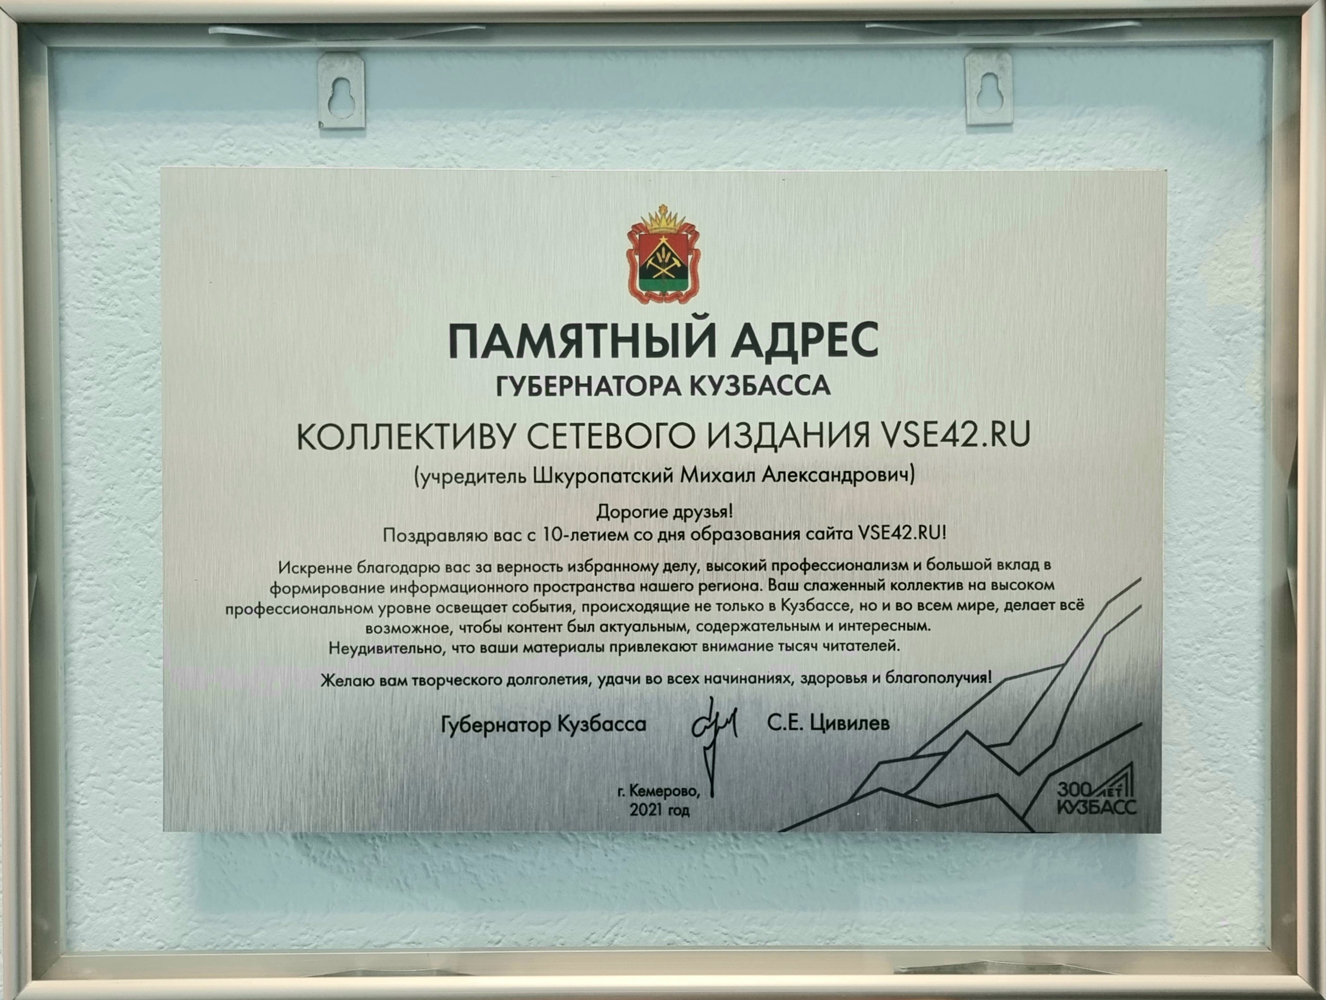 ПАМЯТНЫЙ АДРЕС
ГУБЕРНАТОРА КУЗБАССА
КОЛЛЕКТИВУ СЕТЕВОГО ИЗДАНИЯ VSE42.RU
(учредитель Шкуропатский Михаил Александрович)
Дорогие друзья!
Поздравляю вас с 10-летием со дня образования сайта VSE42.RU!
Искренне благодарю вас за верность избранному делу, высокий профессионализм и большой вклад в
формирование информационного пространства нашего региона. Ваш слаженный коллектив на высоком
профессиональном уровне освещает события, происходящие не только в Кузбассе, но и во всем мире, делает всё
возможное, чтобы контент был актуальным, содержательным и интересным.
Неудивительно, что ваши материалы привлекают внимание тысяч читателей.
Желаю вам творческого долголетия, удачи во всех начинаниях, здоровья и благополучия!
Губернатор Кузбасса С.Е. Цивилев
г. Кемерово,
2021 год
300 ЛЕТ
КУЗБАСС